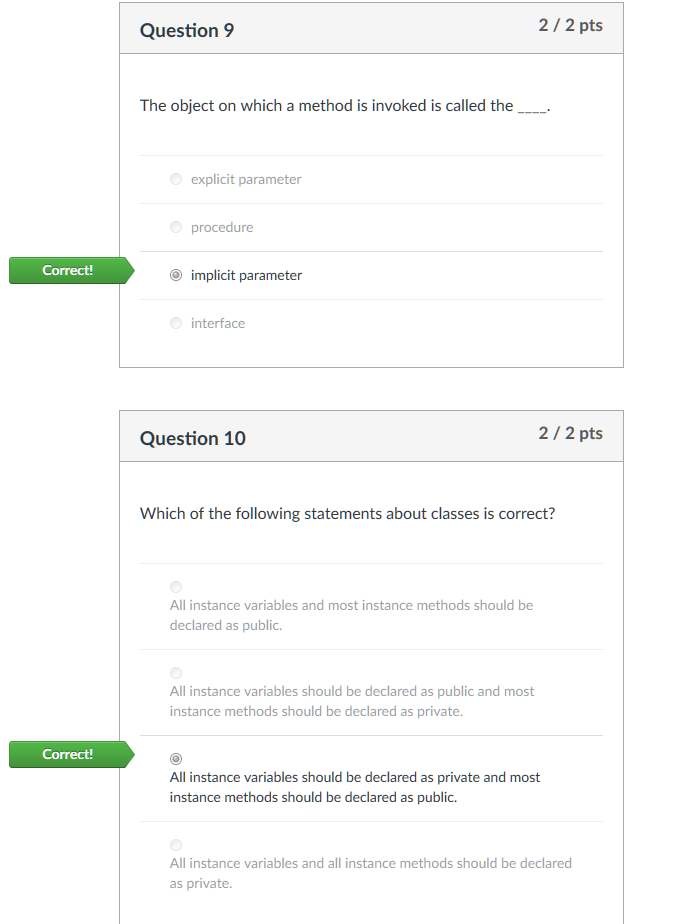 Question 9
2 / 2 pts
The object on which a method is invoked is called the ____.
explicit parameter
procedure
Correct!
implicit parameter
interface
Question 10
2 / 2 pts
Which of the following statements about classes is correct?
All instance variables and most instance methods should be
declared as public.
All instance variables should be declared as public and most
instance methods should be declared as private.
Correct!
All instance variables should be declared as private and most
instance methods should be declared as public.
All instance variables and all instance methods should be declared
as private.